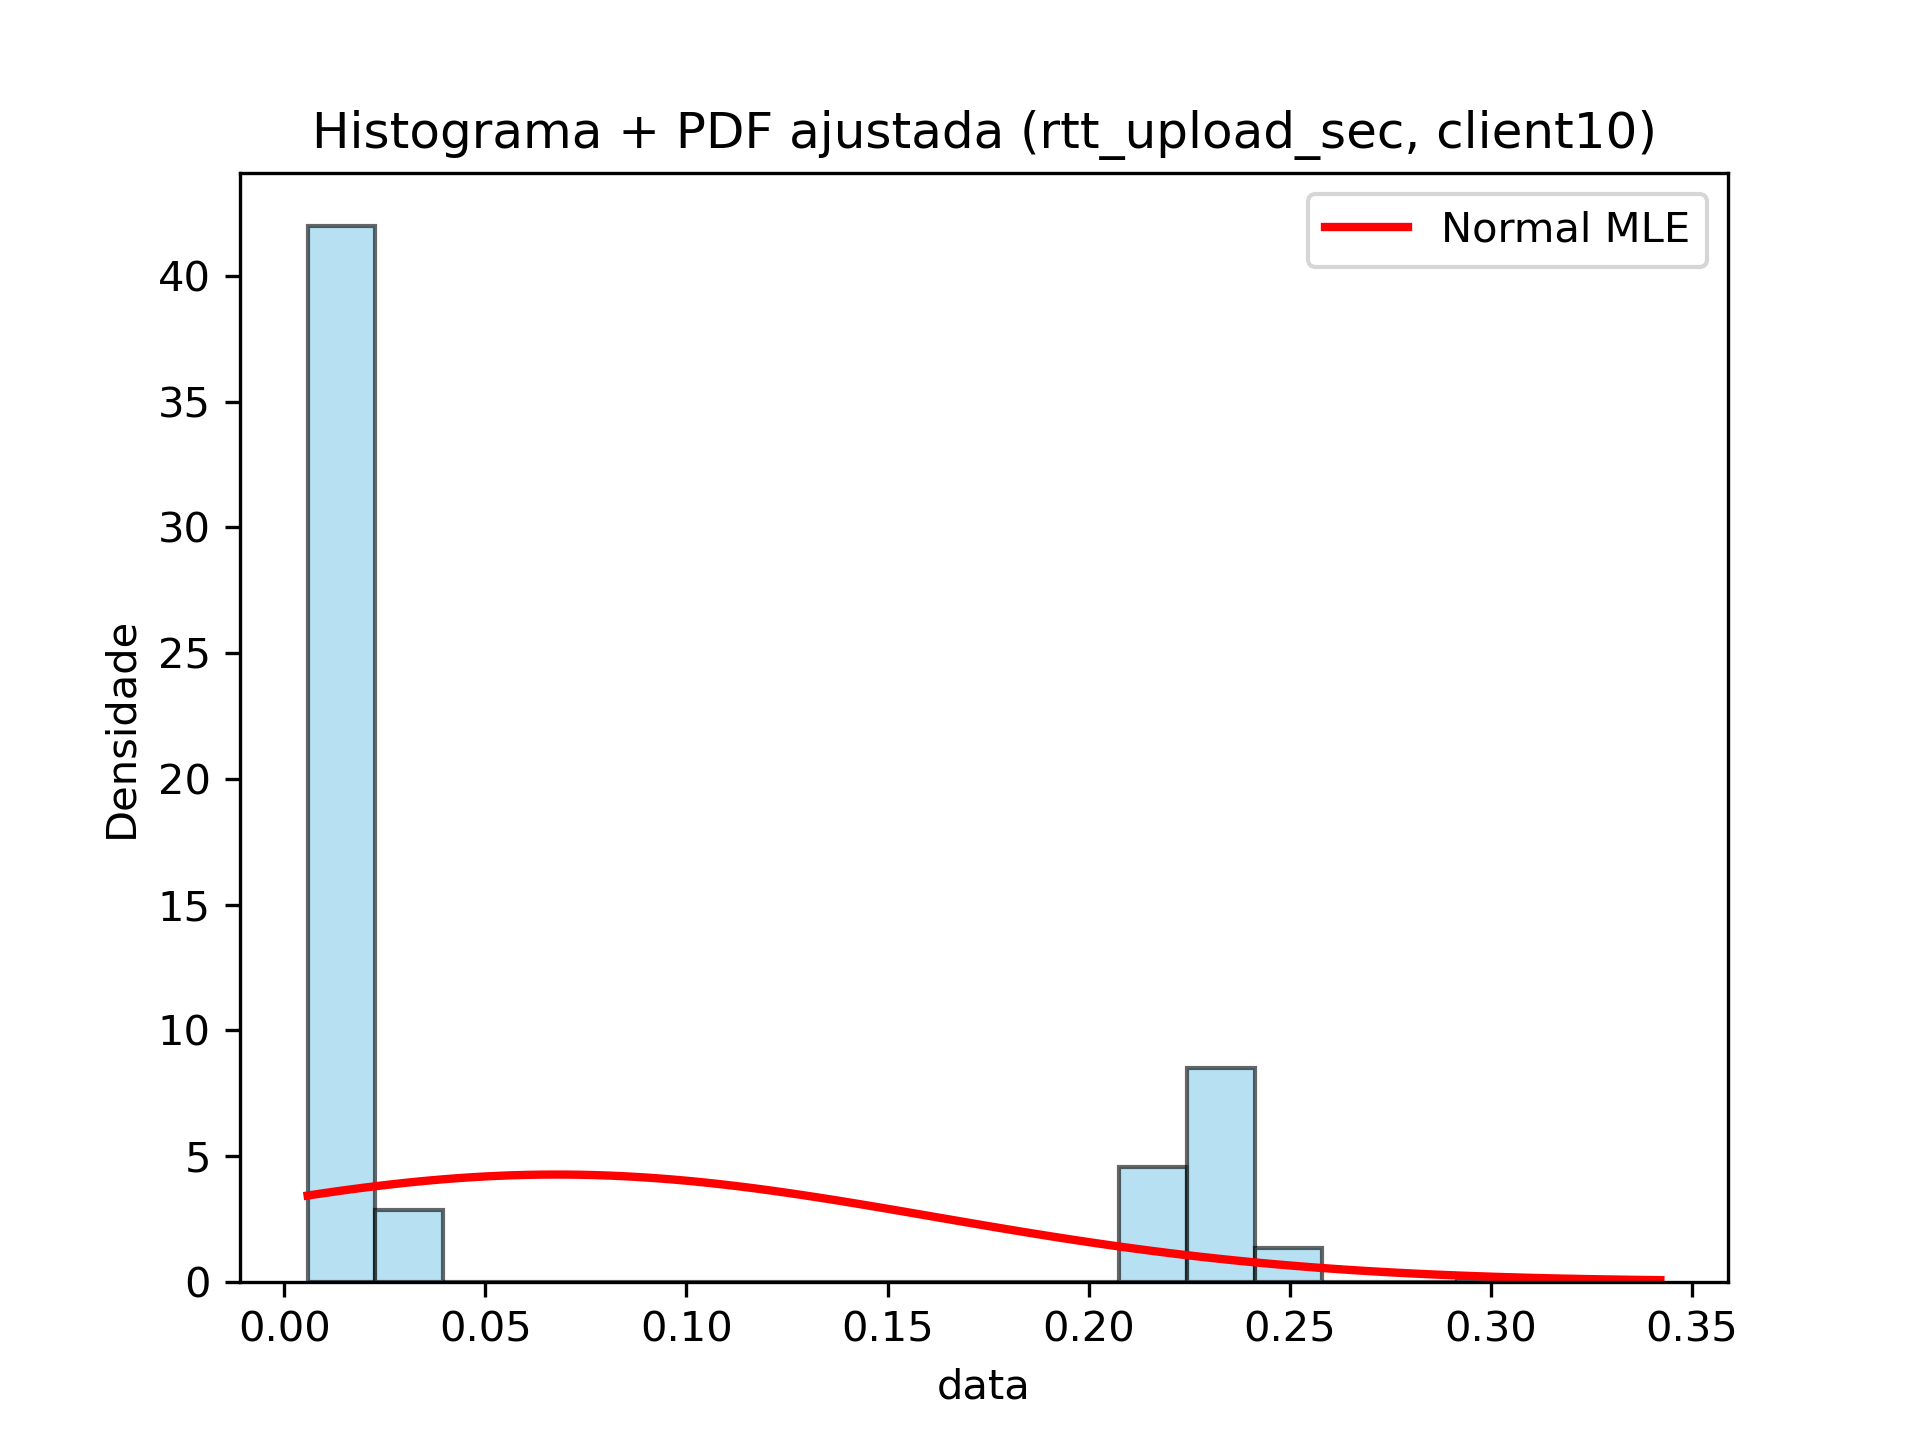 Histograma + PDF ajustada (rtt_upload_sec, client10)
Normal MLE
40
35
30
25
20
15
10
5
0
Densidade
0.00 0.05 0.10 0.15 0.20 0.25 0.30 0.35
data